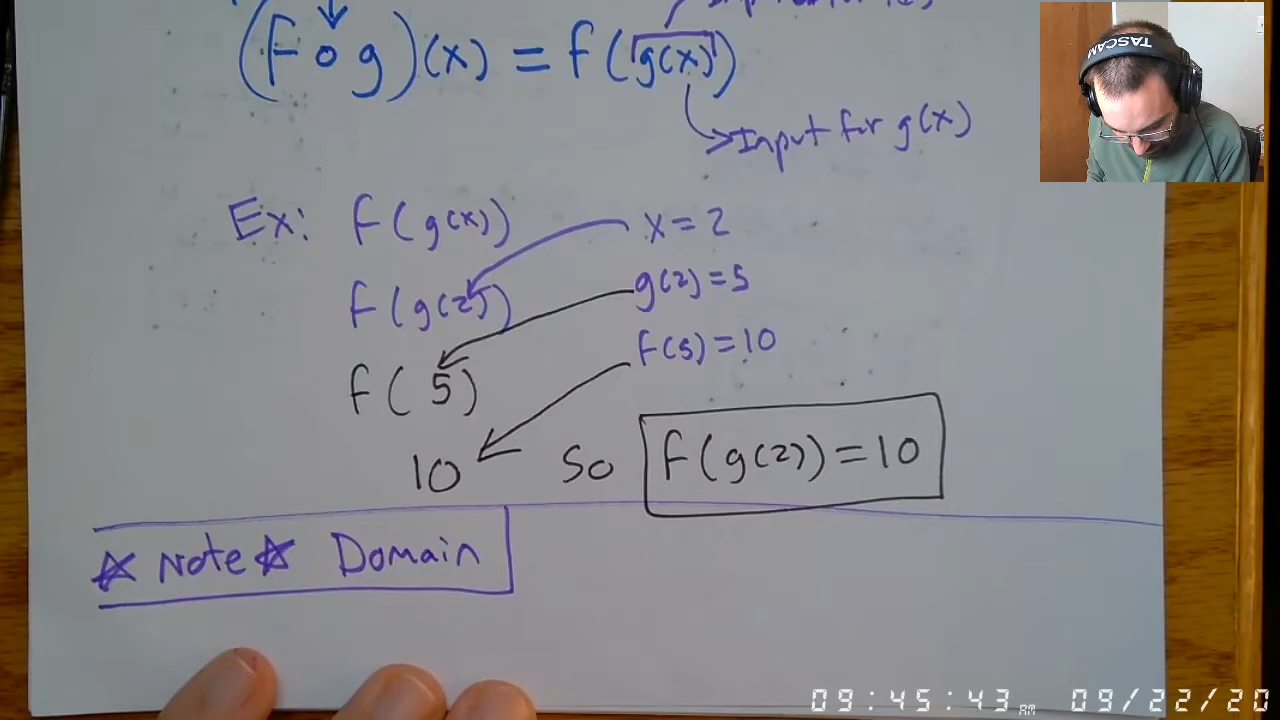 (f∘g)(x) = f(g(x))
Input for g(x)
Ex: f(g(x)) x=2
f(g(2)) g(2)=5
f(5) f(5)=10
10 So f(g(2))=10
☆ Note ☆ Domain
TASCAM
09:45:43 AM 09/22/20